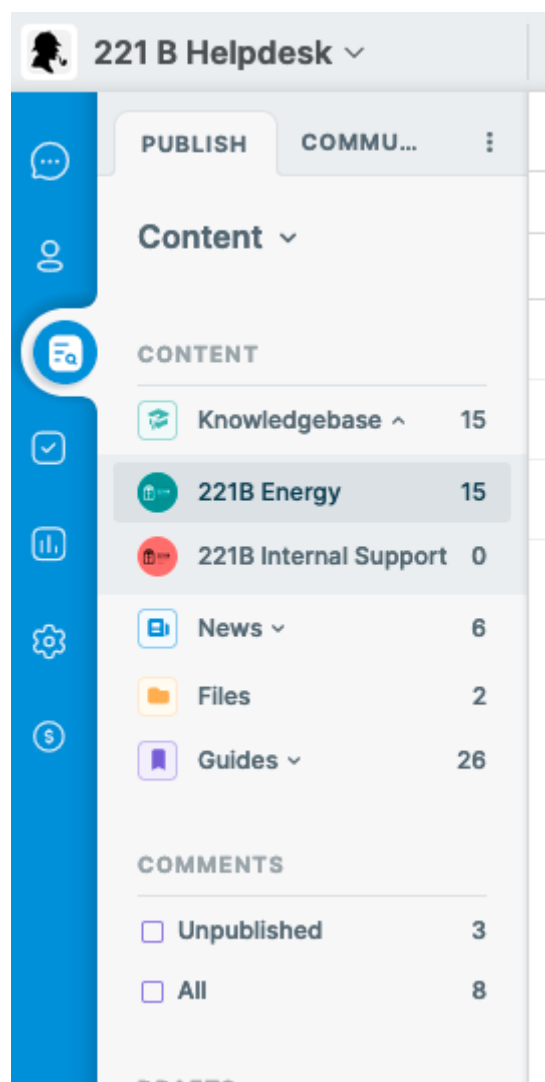 221 B Helpdesk
PUBLISH COMMU...
Content
CONTENT
Knowledgebase 15
221B Energy 15
221B Internal Support 0
News 6
Files 2
Guides 26
COMMENTS
Unpublished 3
All 8